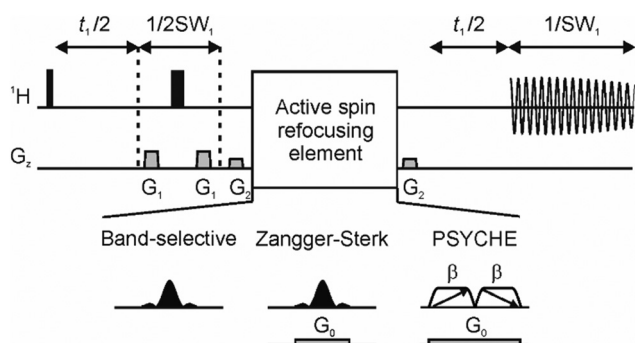 t₁/2 1/2SW₁ t₁/2 1/SW₁
¹H
Active spin
refocusing
element
G_z
G₁ G₁ G₂ G₂
Band-selective Zangger-Sterk PSYCHE
β β
G₀ G₀